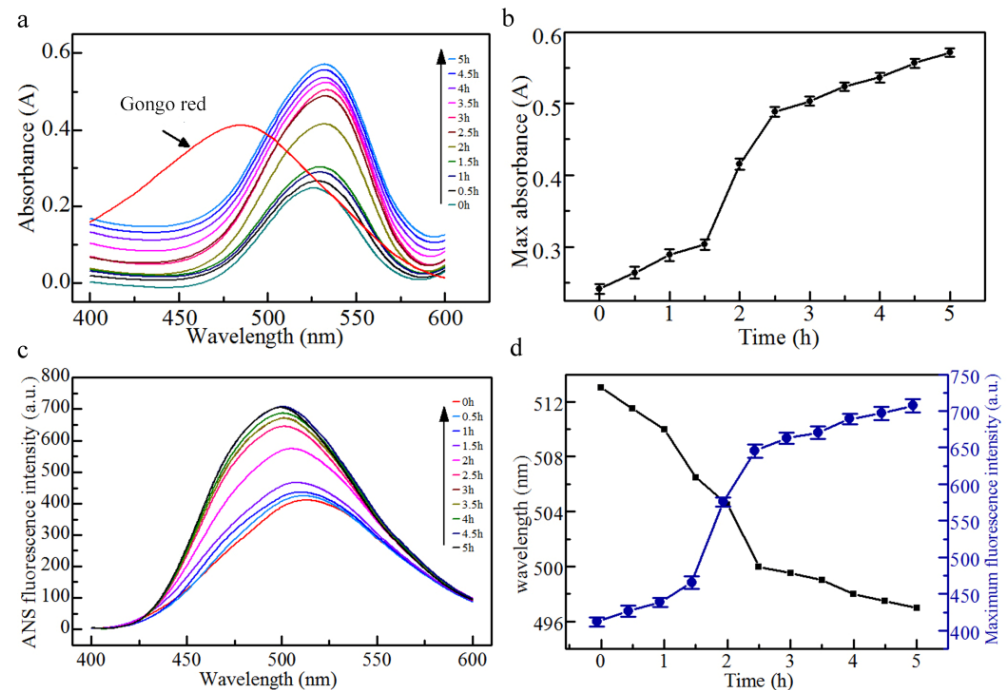 a
0.6
0.4
0.2
0.0
Absorbance (A)
Gongo red
5h
4.5h
4h
3.5h
3h
2.5h
2h
1.5h
1h
0.5h
0h
400 450 500 550 600
Wavelength (nm)
b
0.6
0.5
0.4
0.3
Max absorbance (A)
0 1 2 3 4 5
Time (h)
c
800
700
600
500
400
300
200
100
0
ANS fluorescence intensity (a.u.)
0h
0.5h
1h
1.5h
2h
2.5h
3h
3.5h
4h
4.5h
5h
400 450 500 550 600
Wavelength (nm)
d
512
508
504
500
496
wavelength (nm)
750
700
650
600
550
500
450
400
Maximum fluorescence intensity (a.u.)
0 1 2 3 4 5
Time (h)